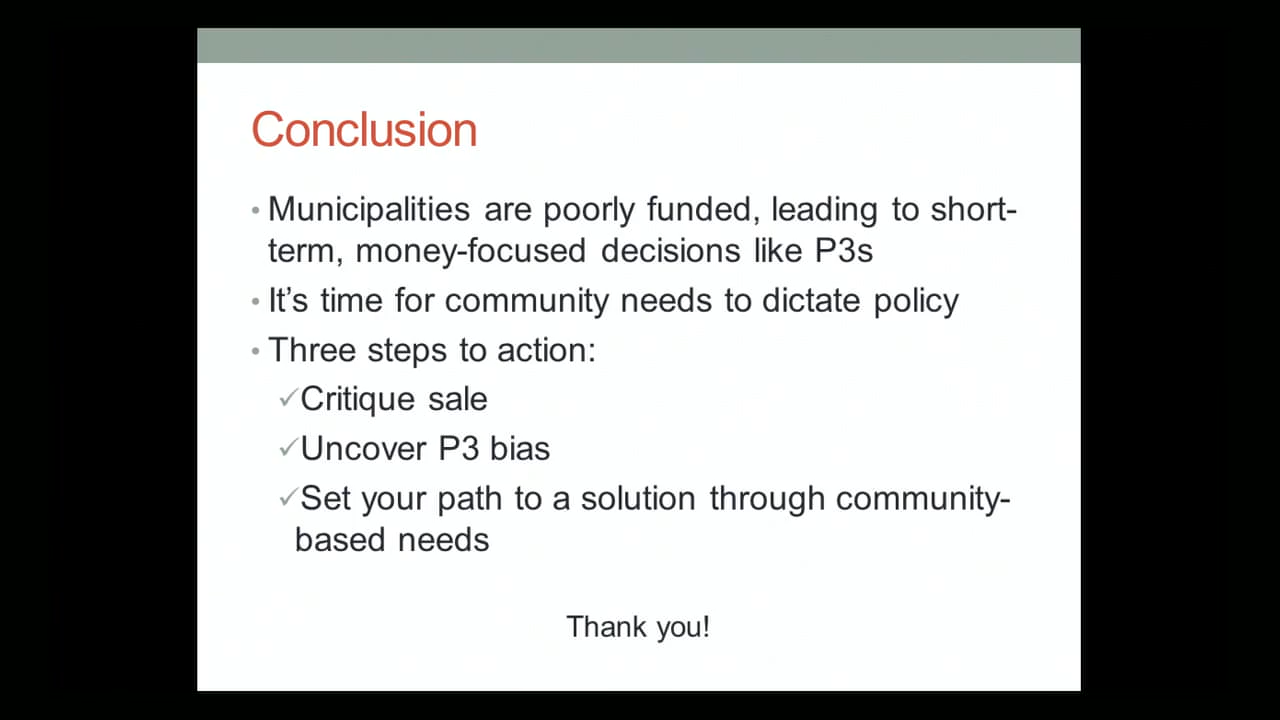 Conclusion
• Municipalities are poorly funded, leading to short-
term, money-focused decisions like P3s
• It’s time for community needs to dictate policy
• Three steps to action:
✓Critique sale
✓Uncover P3 bias
✓Set your path to a solution through community-
based needs
Thank you!